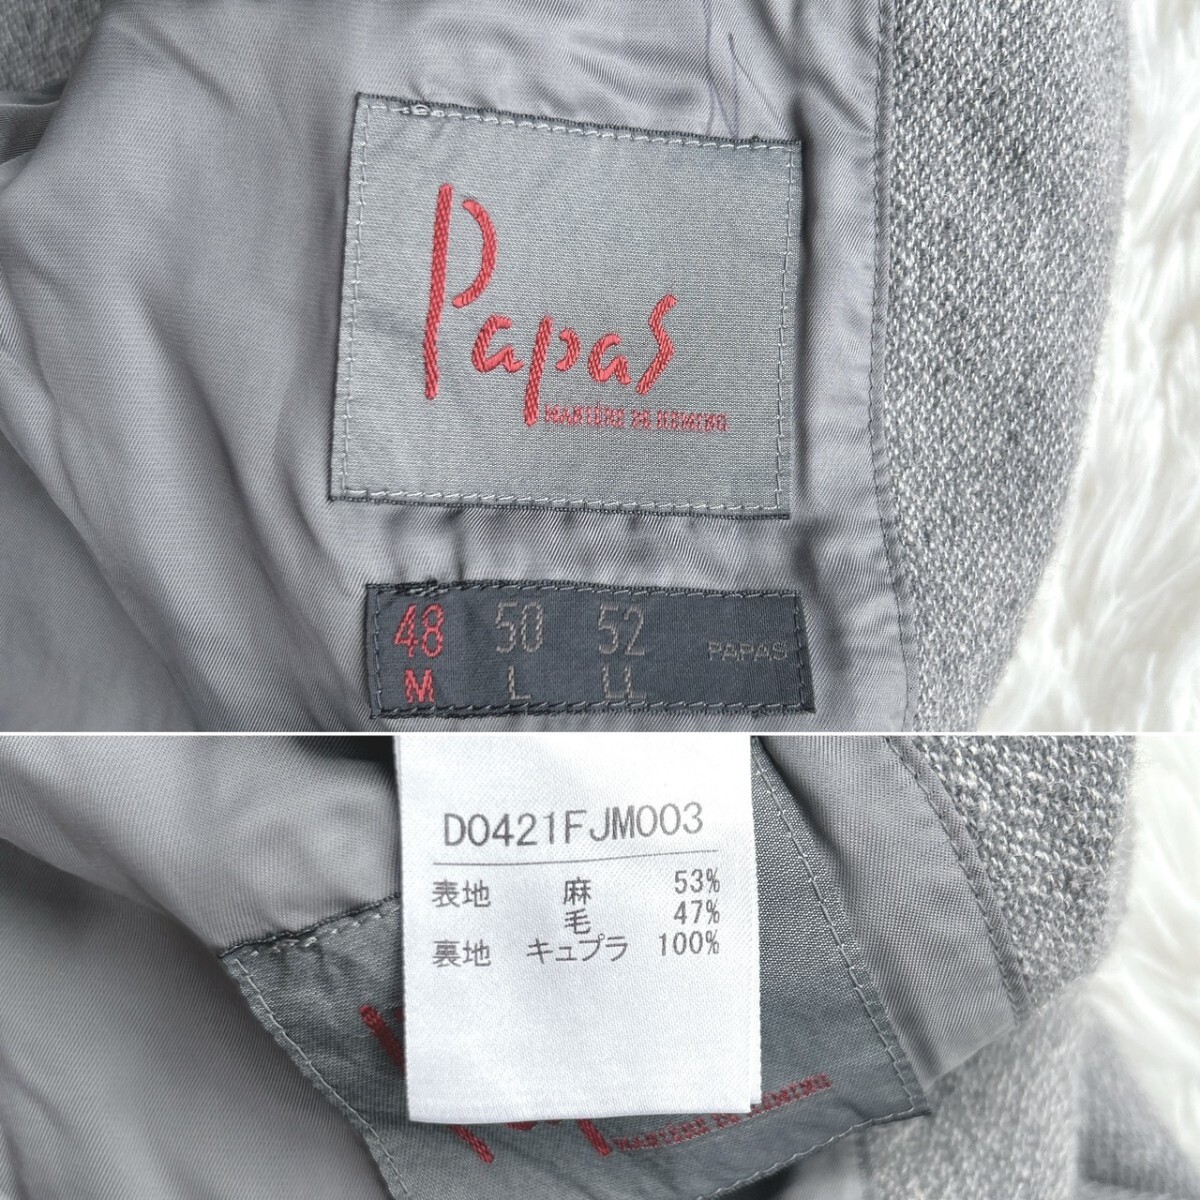 Papas
48 50 52 PAPAS
M L LL
D0421FJM003
表地 麻 53%
毛 47%
裏地 キュプラ 100%